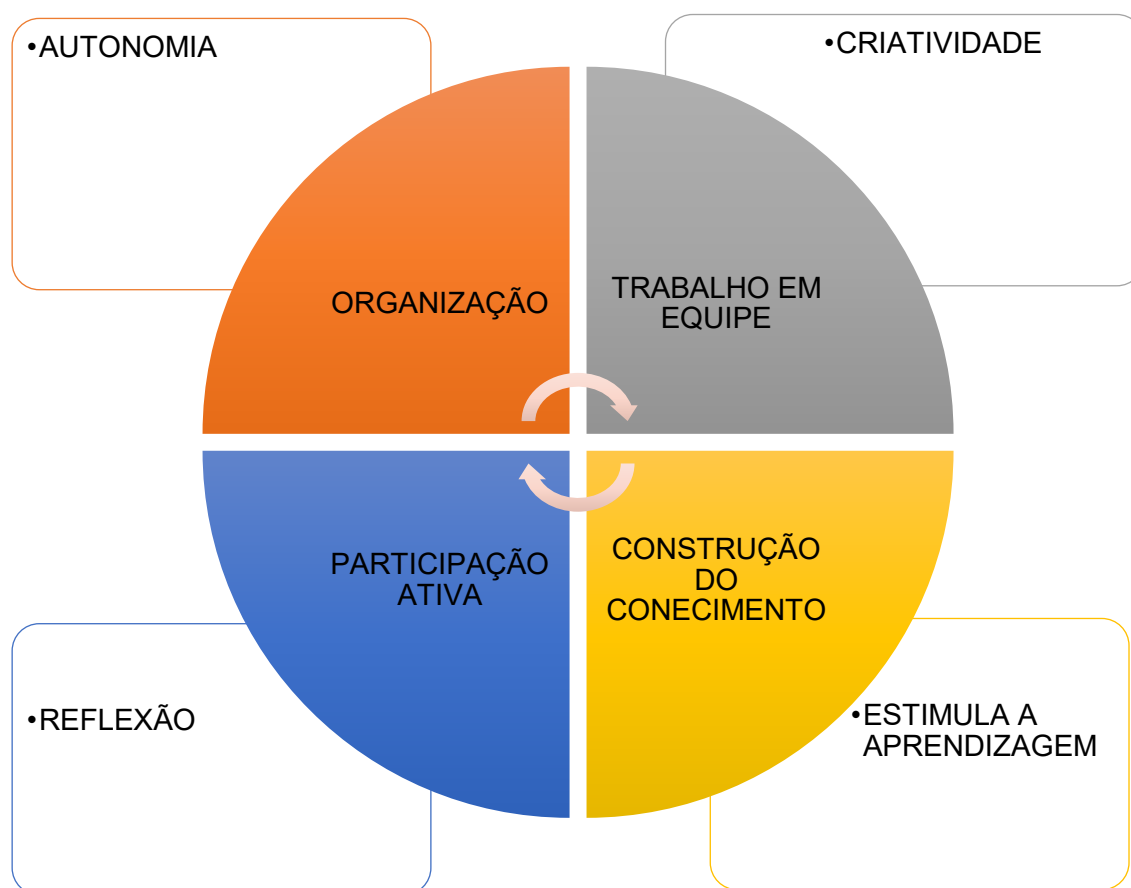 •AUTONOMIA
•CRIATIVIDADE
ORGANIZAÇÃO
TRABALHO EM
EQUIPE
PARTICIPAÇÃO
ATIVA
CONSTRUÇÃO
DO
CONECIMENTO
•REFLEXÃO
•ESTIMULA A
APRENDIZAGEM